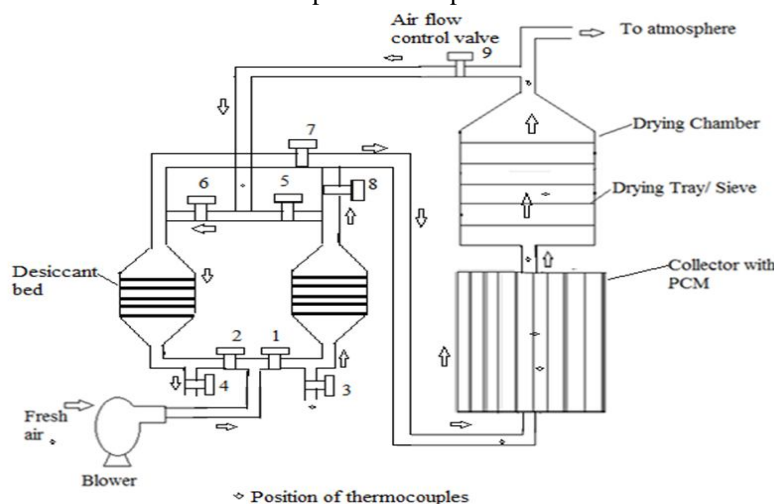 Air flow
control valve
9
To atmosphere
7
Drying Chamber
6
5
8
Drying Tray/ Sieve
Desiccant
bed
Collector with
PCM
2
1
4
3
Fresh
air
Blower
Position of thermocouples